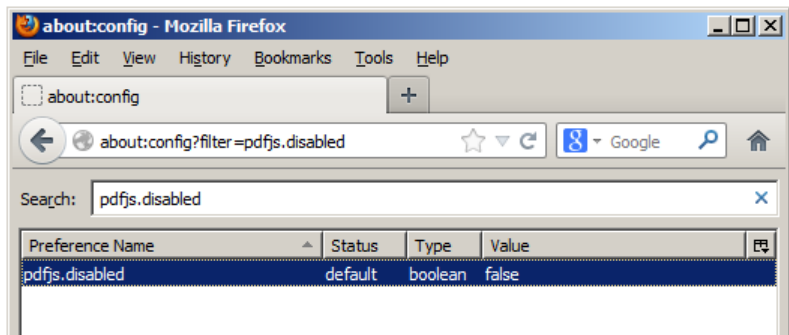 about:config - Mozilla Firefox
File Edit View History Bookmarks Tools Help
about:config +
about:config?filter=pdfjs.disabled 8 Google
Search: pdfjs.disabled
Preference Name Status Type Value
pdfjs.disabled default boolean false